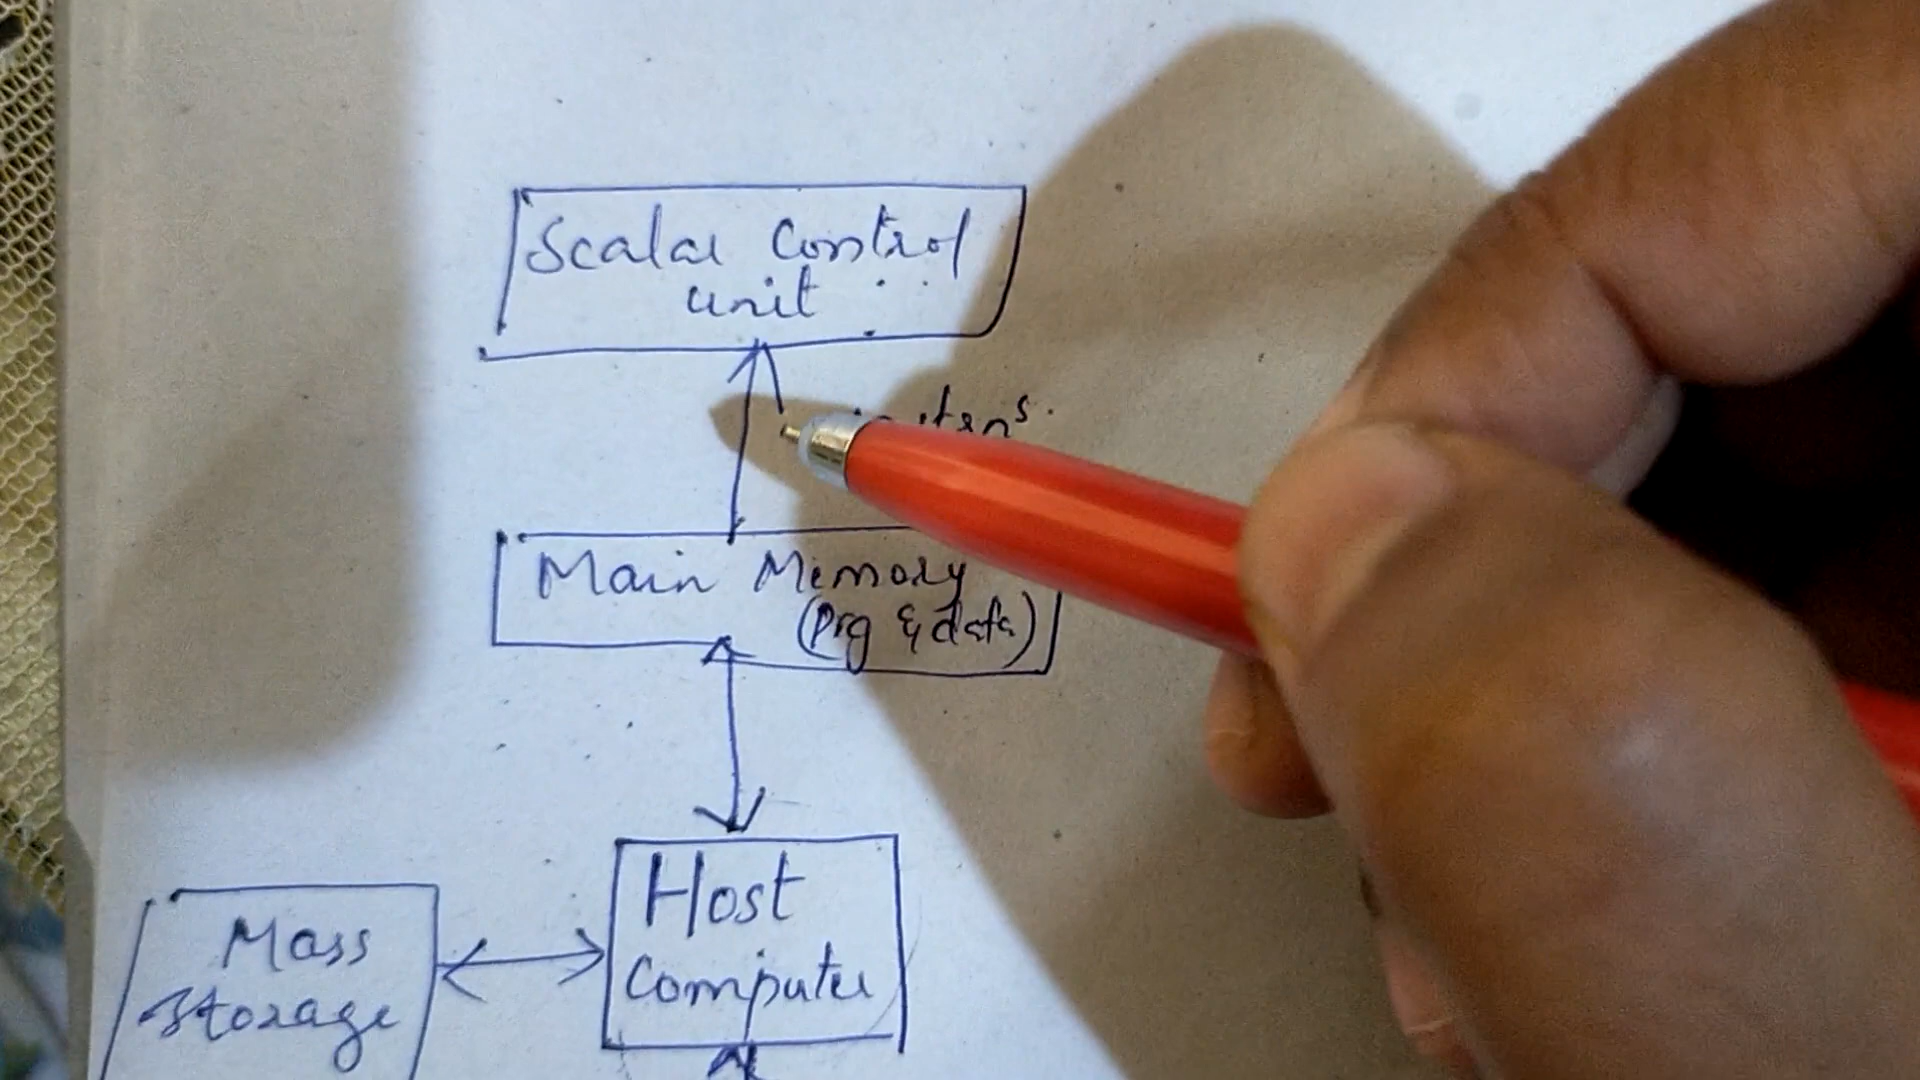 Scalar Control
unit
Main Memory
(Prg & data)
Host
Computer
Mass
Storage